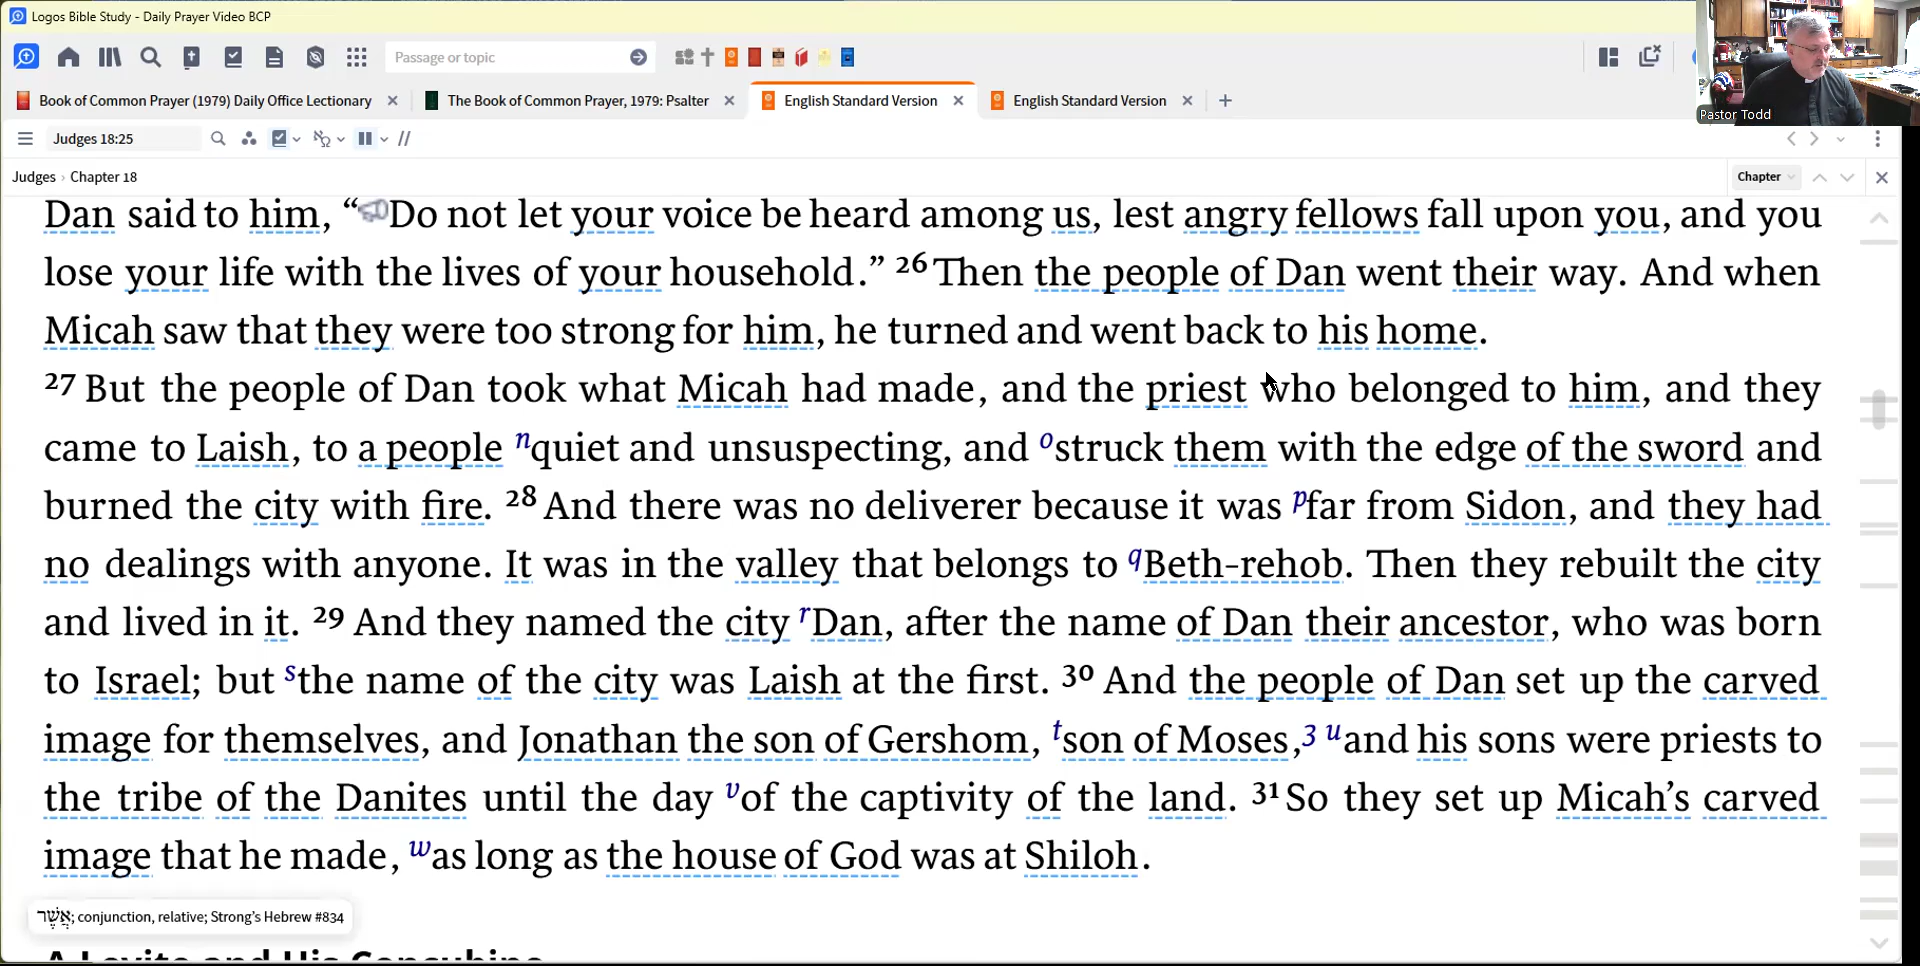 Logos Bible Study - Daily Prayer Video BCP
Passage or topic
Book of Common Prayer (1979) Daily Office Lectionary
The Book of Common Prayer, 1979: Psalter
English Standard Version
English Standard Version
Pastor Todd
Judges 18:25
Judges › Chapter 18
Chapter
Dan said to him, “Do not let your voice be heard among us, lest angry fellows fall upon you, and you
lose your life with the lives of your household.” 26 Then the people of Dan went their way. And when
Micah saw that they were too strong for him, he turned and went back to his home.
27 But the people of Dan took what Micah had made, and the priest who belonged to him, and they
came to Laish, to a people n quiet and unsuspecting, and o struck them with the edge of the sword and
burned the city with fire. 28 And there was no deliverer because it was p far from Sidon, and they had
no dealings with anyone. It was in the valley that belongs to q Beth-rehob. Then they rebuilt the city
and lived in it. 29 And they named the city r Dan, after the name of Dan their ancestor, who was born
to Israel; but s the name of the city was Laish at the first. 30 And the people of Dan set up the carved
image for themselves, and Jonathan the son of Gershom, t son of Moses,3 u and his sons were priests to
the tribe of the Danites until the day v of the captivity of the land. 31 So they set up Micah’s carved
image that he made, w as long as the house of God was at Shiloh.
אֲשֶׁר; conjunction, relative; Strong’s Hebrew #834
A Levite and His Concubine